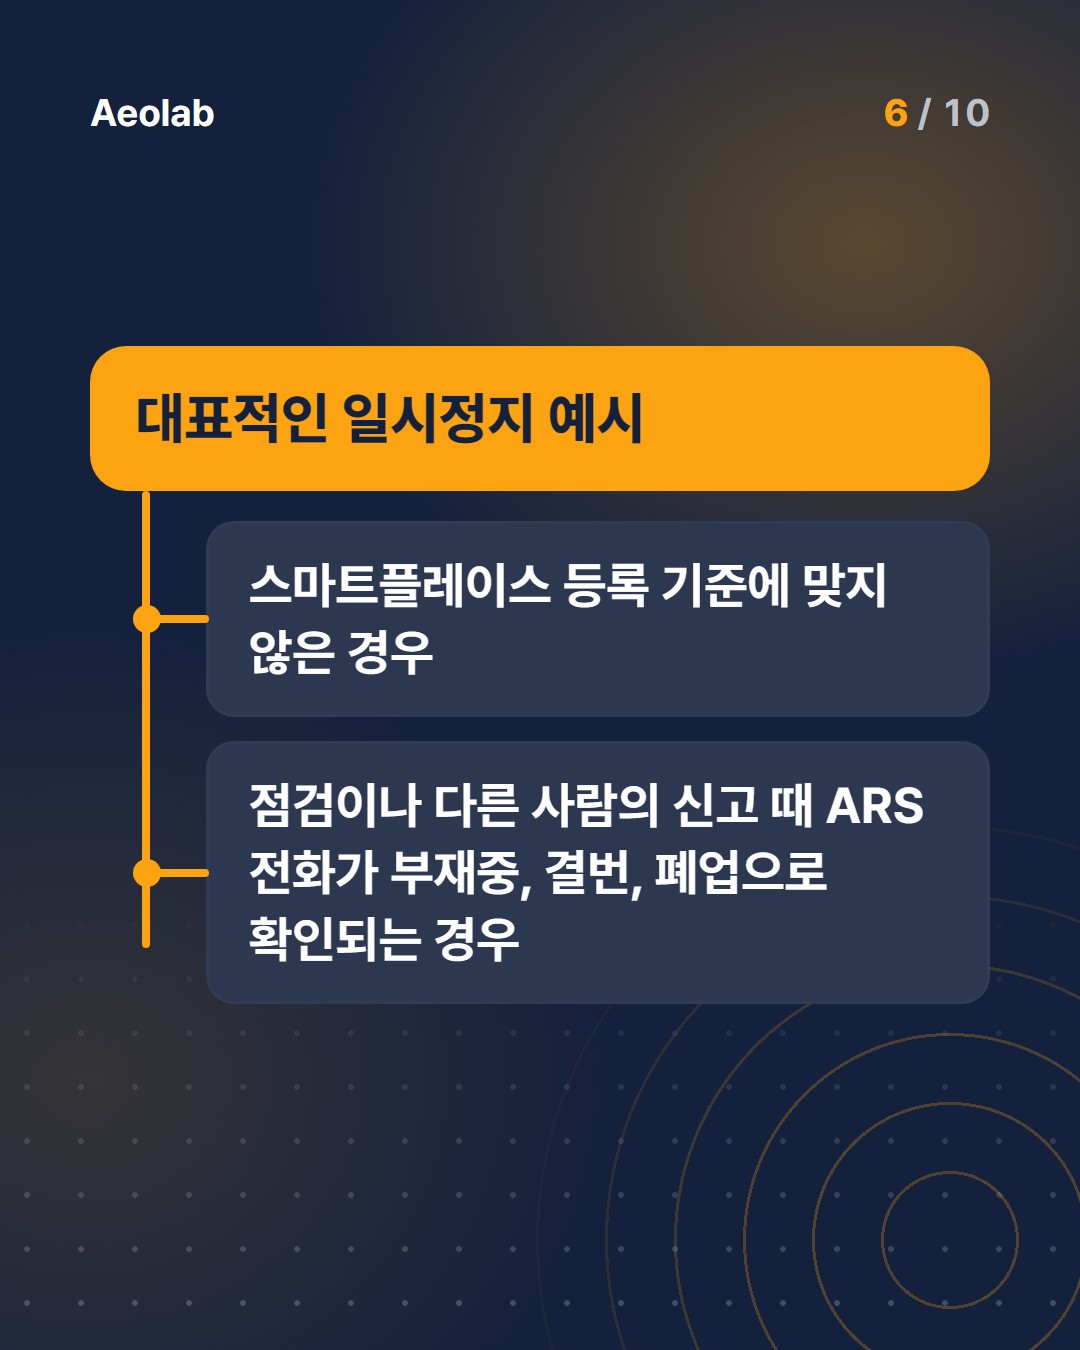 Aeolab
6 / 10
대표적인 일시정지 예시
스마트플레이스 등록 기준에 맞지
않은 경우
점검이나 다른 사람의 신고 때 ARS
전화가 부재중, 결번, 폐업으로
확인되는 경우